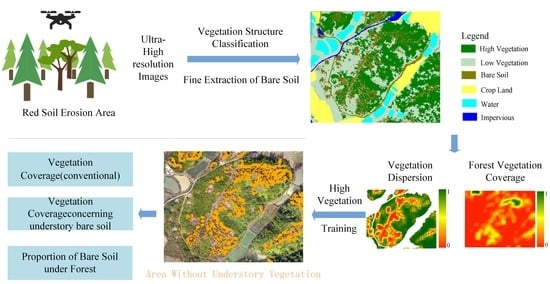 Red Soil Erosion Area
Ultra-
High
resolution
Images
Vegetation Structure
Classification
Fine Extraction of Bare Soil
Legend
High Vegetation
Low Vegetation
Bare Soil
Crop Land
Water
Impervious
Forest Vegetation
Coverage
1
0
Vegetation
Dispersion
1
0
High
Vegetation
Training
Area Without Understory Vegetation
Vegetation
Coverage(conventional)
Vegetation
Coverageconcerning
understory bare soil
Proportion of Bare Soil
under Forest